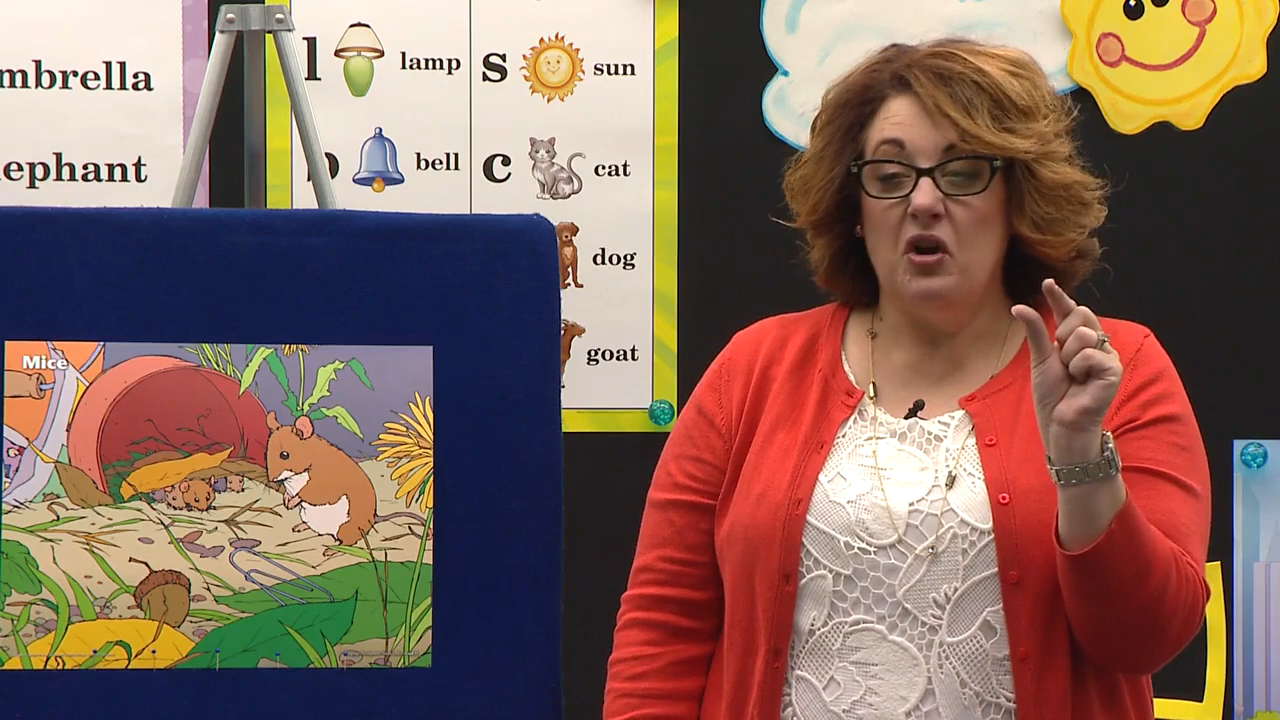 mbrella
ephant
l lamp
s sun
bell
c cat
dog
goat
Mice